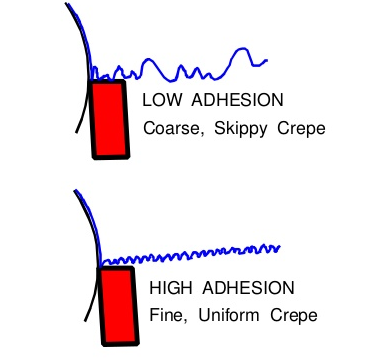 LOW ADHESION
Coarse, Skippy Crepe
HIGH ADHESION
Fine, Uniform Crepe